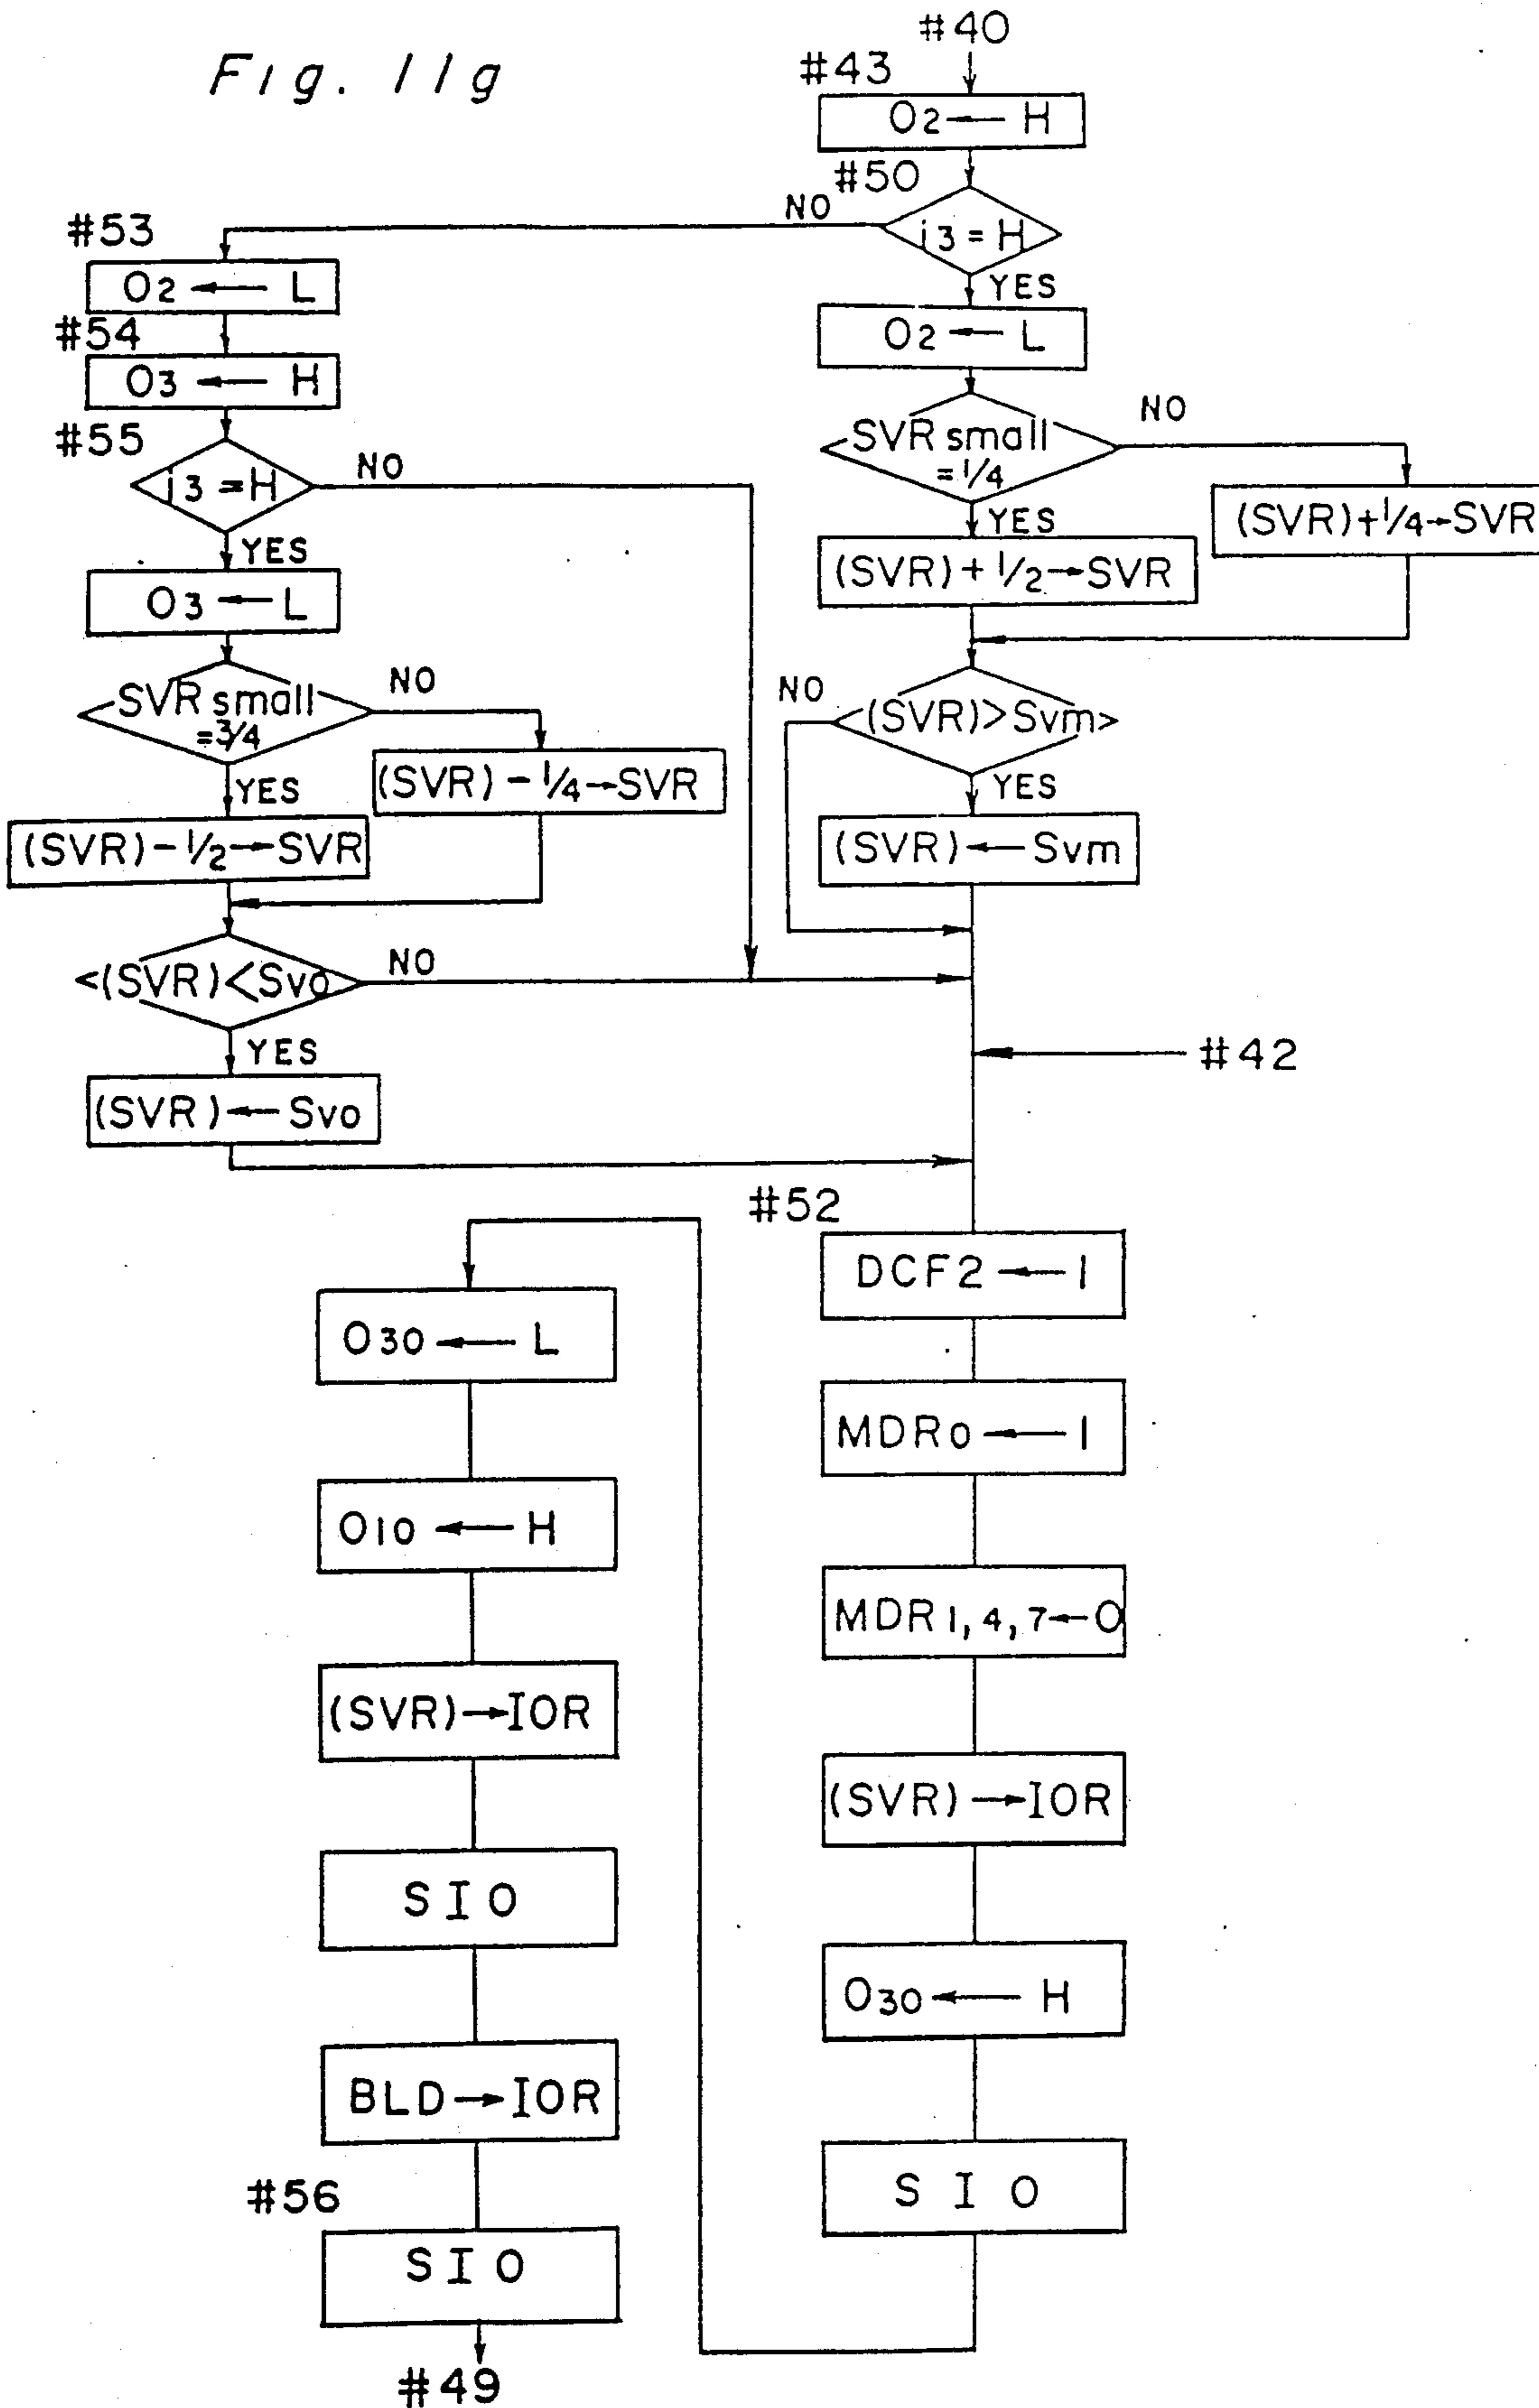 Fig. 11g
#40
#43
O2 ← H
#50
i3 = H
NO
YES
O2 ← L
SVR small
=1/4
NO
YES
(SVR)+1/4→SVR
(SVR)+1/2→SVR
(SVR)>Svm>
NO
YES
(SVR)←Svm
#53
O2 ← L
#54
O3 ← H
#55
i3 =H
NO
YES
O3 ← L
SVR small
=3/4
NO
YES
(SVR)-1/4→SVR
(SVR)-1/2→SVR
<(SVR)<Svo
NO
YES
(SVR)←Svo
#42
#52
DCF2 ← 1
MDR0 ← 1
MDR1,4,7←0
(SVR)→IOR
O30 ← H
SIO
O30 ← L
O10 ← H
(SVR)→IOR
SIO
BLD→IOR
#56
SIO
#49